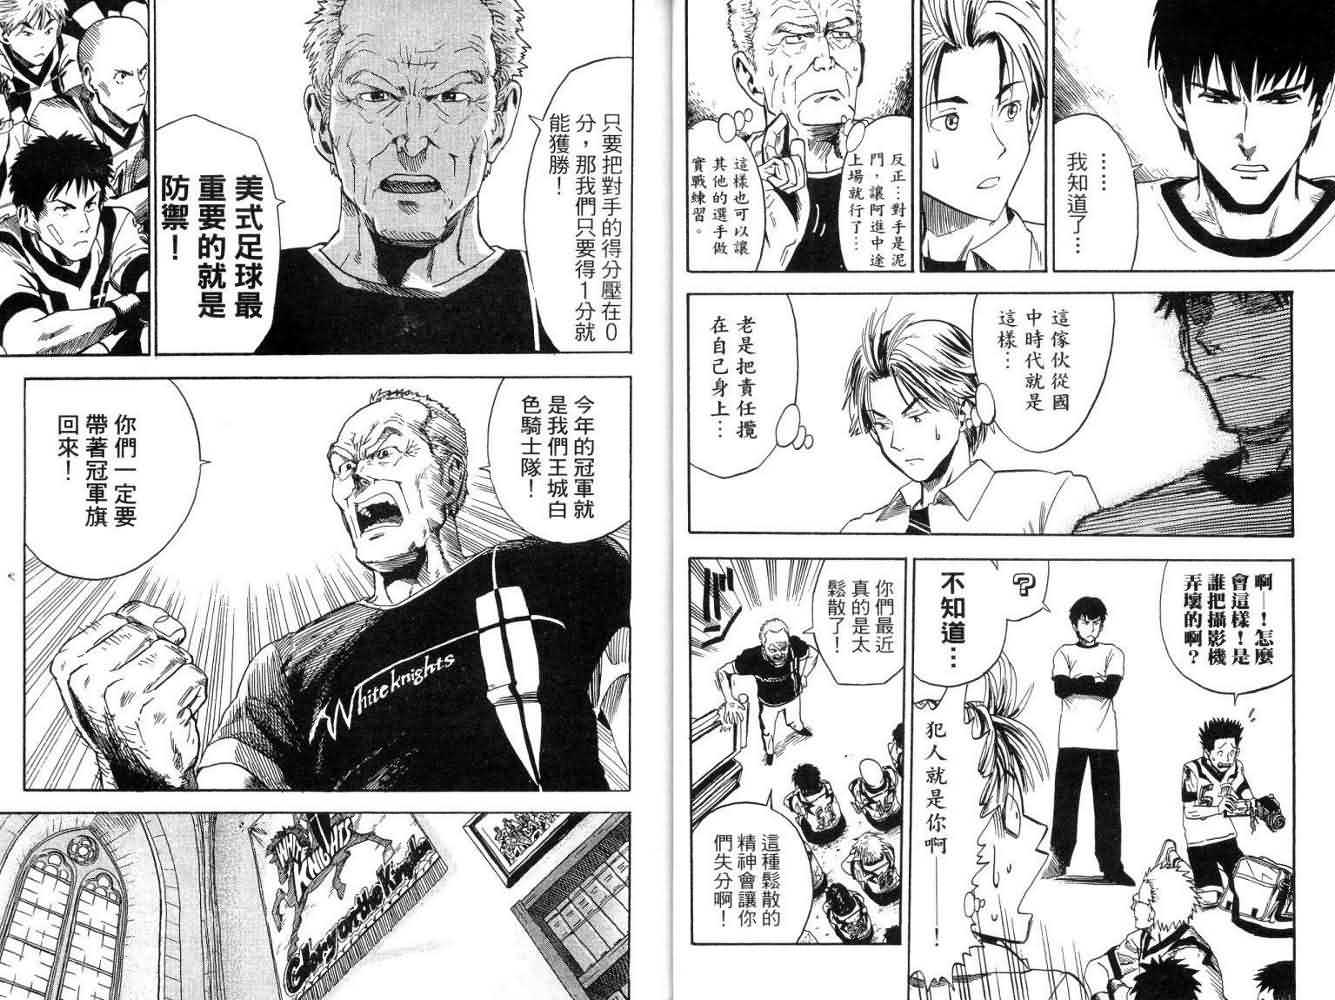 ……
我知道了…
反正…對手是泥
門，讓阿進中途
上場就行了…
這樣也可以讓
其他的選手做
實戰練習。
這傢伙從國
中時代就是
這樣…
老是把責任攬
在自己身上…
啊——！怎麼
會這樣！是
誰把攝影機
弄壞的啊？
？
不知道…
犯人就是你啊——！
你們最近
真的是太
鬆散了！
這種鬆散的
精神會讓你
們失分啊！
只要把對手的得分壓在0
分，那我們只要得1分就
能獲勝！
美式足球最
重要的就是
防禦！
今年的冠軍就
是我們王城白
色騎士隊！
你們一定要
帶著冠軍旗
回來！
Whiteknights
KNIGHTS
Glory on the Kingdom